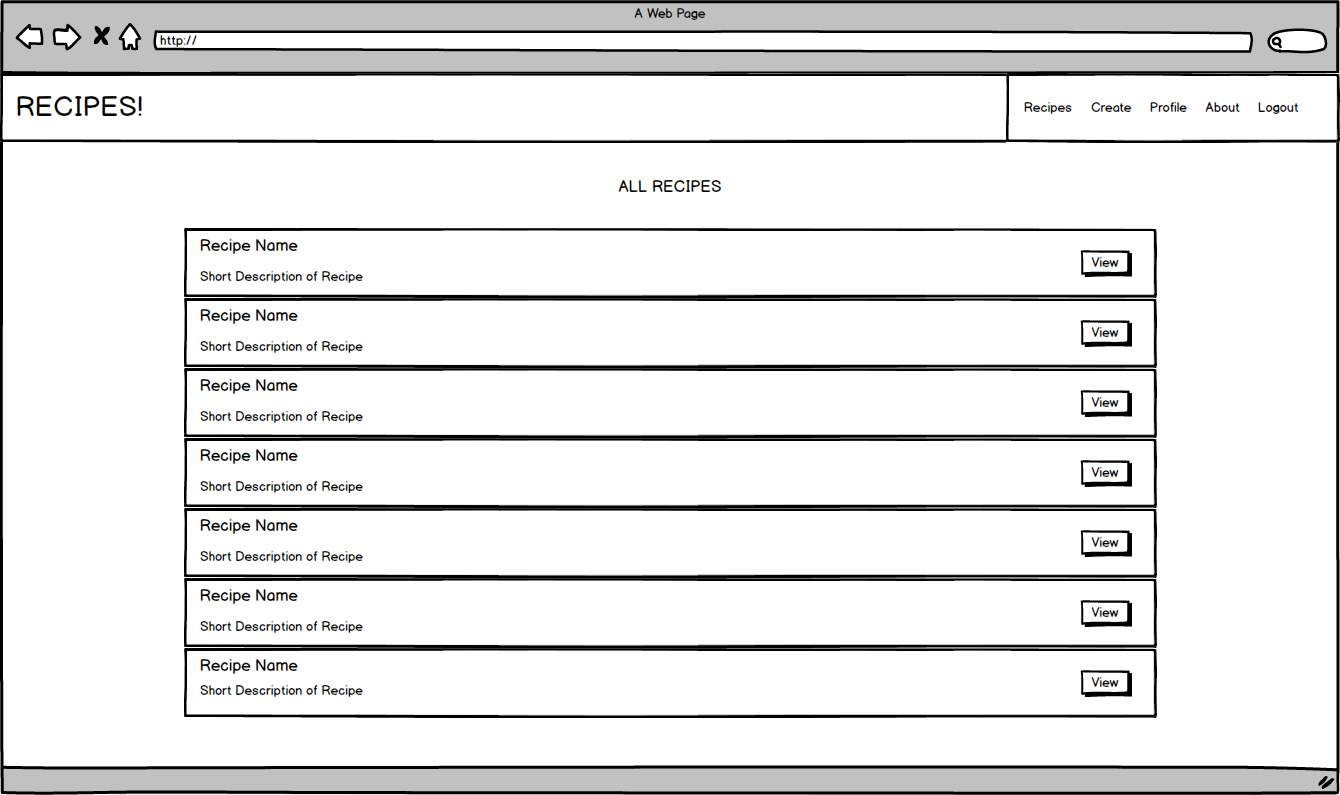 A Web Page
http://
RECIPES!
Recipes Create Profile About Logout
ALL RECIPES
Recipe Name
View
Short Description of Recipe
Recipe Name
View
Short Description of Recipe
Recipe Name
View
Short Description of Recipe
Recipe Name
View
Short Description of Recipe
Recipe Name
View
Short Description of Recipe
Recipe Name
View
Short Description of Recipe
Recipe Name
View
Short Description of Recipe